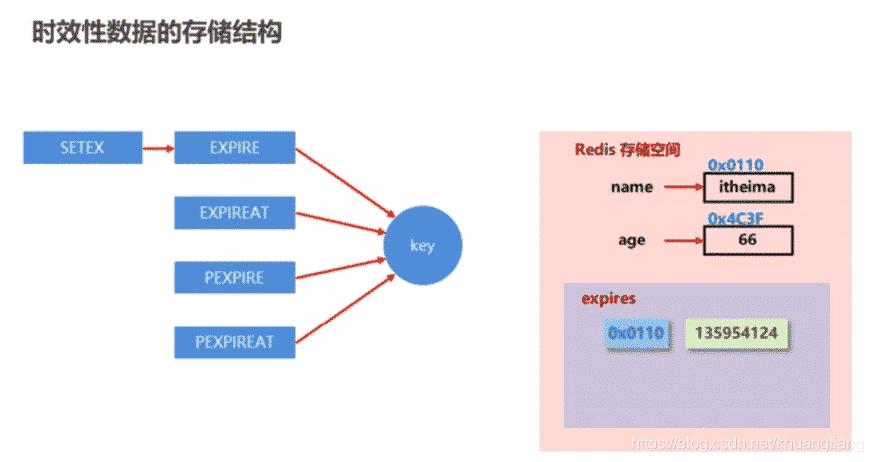 时效性数据的存储结构
SETEX
EXPIRE
EXPIREAT
PEXPIRE
PEXPIREAT
key
Redis 存储空间
0x0110
name
itheima
0x4C3F
age
66
expires
0x0110
135954124
https://blog.csdn.net/khuangliang